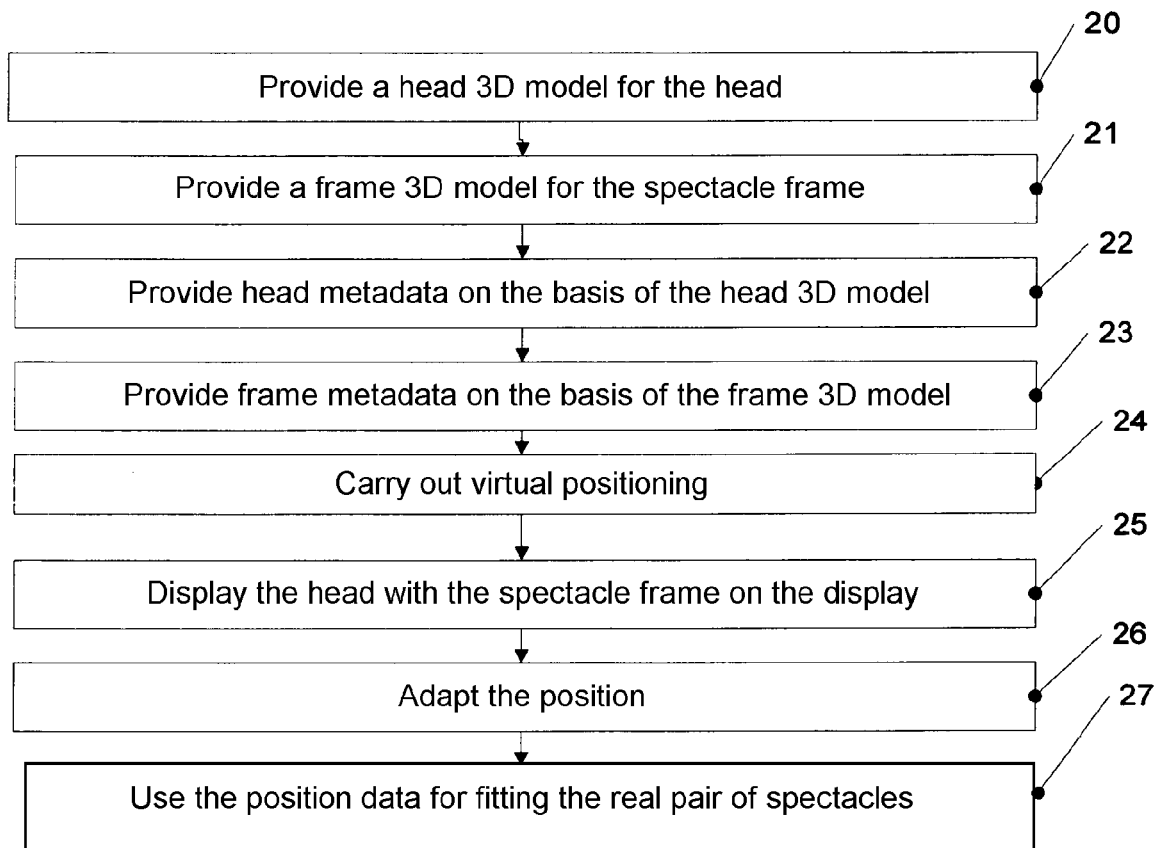 20
Provide a head 3D model for the head
21
Provide a frame 3D model for the spectacle frame
22
Provide head metadata on the basis of the head 3D model
23
Provide frame metadata on the basis of the frame 3D model
24
Carry out virtual positioning
25
Display the head with the spectacle frame on the display
26
Adapt the position
27
Use the position data for fitting the real pair of spectacles